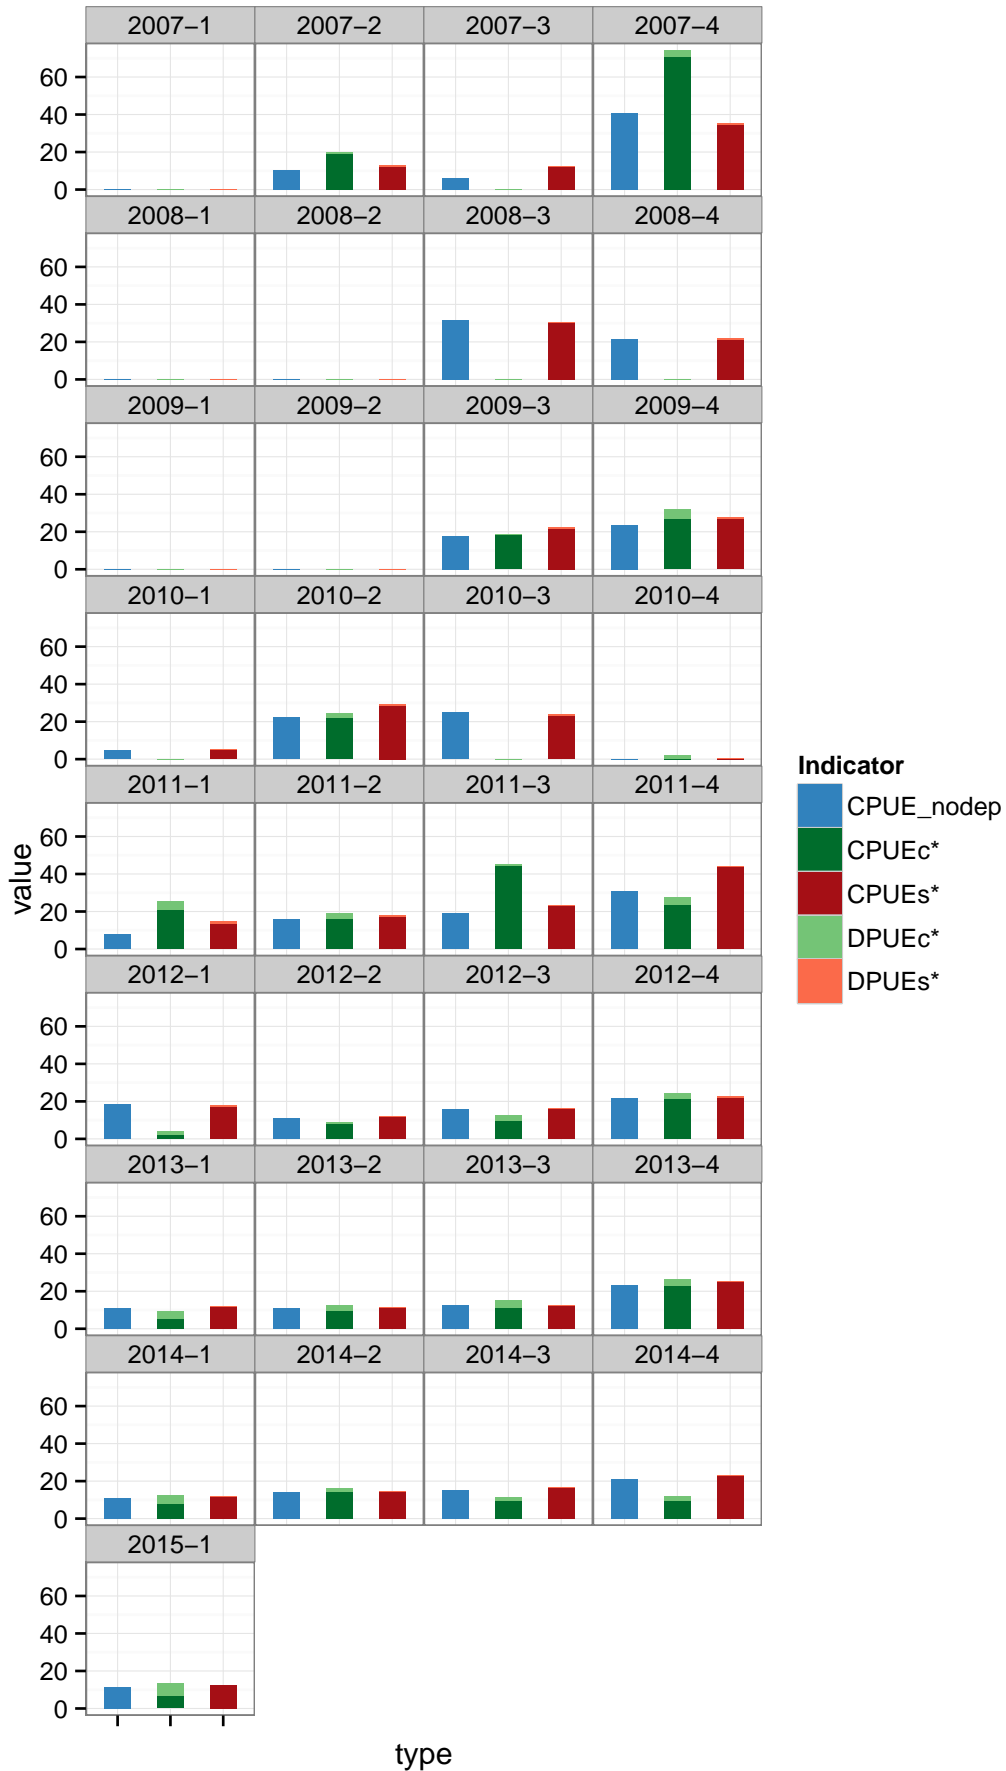 2007−1 2007−2 2007−3 2007−4
60
40
20
0
2008−1 2008−2 2008−3 2008−4
60
40
20
0
2009−1 2009−2 2009−3 2009−4
60
40
20
0
2010−1 2010−2 2010−3 2010−4
60
40
20
0
2011−1 2011−2 2011−3 2011−4
60
40
20
0
2012−1 2012−2 2012−3 2012−4
60
40
20
0
2013−1 2013−2 2013−3 2013−4
60
40
20
0
2014−1 2014−2 2014−3 2014−4
60
40
20
0
2015−1
60
40
20
0
value
type
Indicator
CPUE_nodep
CPUEc*
CPUEs*
DPUEc*
DPUEs*